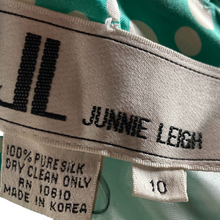 JL
JUNNIE LEIGH
100% PURE SILK
DRY CLEAN ONLY
RN 10610
MADE IN KOREA
10